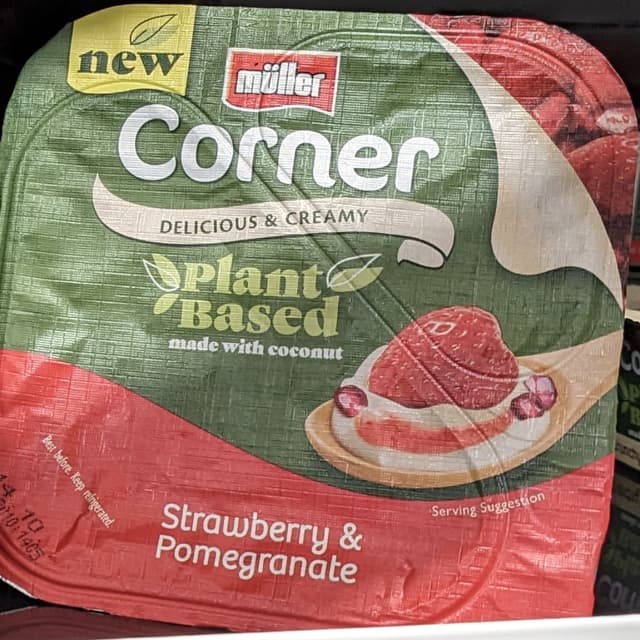 new
müller
Corner
DELICIOUS & CREAMY
Plant
Based
made with coconut
Serving Suggestion
Best before. Keep refrigerated.
Strawberry &
Pomegranate